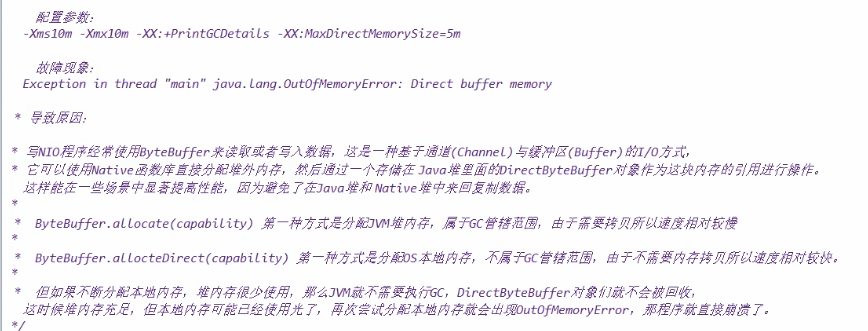 配置参数：
-Xms10m -Xmx10m -XX:+PrintGCDetails -XX:MaxDirectMemorySize=5m
故障现象：
Exception in thread "main" java.lang.OutOfMemoryError: Direct buffer memory
* 导致原因：
* 写NIO程序经常使用ByteBuffer来读取或者写入数据，这是一种基于通道(Channel)与缓冲区(Buffer)的I/O方式，
* 它可以使用Native函数库直接分配堆外内存，然后通过一个存储在Java堆里面的DirectByteBuffer对象作为这块内存的引用进行操作。
这样能在一些场景中显著提高性能，因为避免了在Java堆和Native堆中来回复制数据。
*
* ByteBuffer.allocate(capability) 第一种方式是分配JVM堆内存，属于GC管辖范围，由于需要拷贝所以速度相对较慢
*
* ByteBuffer.allocteDirect(capability) 第一种方式是分配OS本地内存，不属于GC管辖范围，由于不需要内存拷贝所以速度相对较快。
*
* 但如果不断分配本地内存，堆内存很少使用，那么JVM就不需要执行GC，DirectByteBuffer对象们就不会被回收，
这时候堆内存充足，但本地内存可能已经使用光了，再次尝试分配本地内存就会出现OutOfMemoryError，那程序就直接崩溃了。
*/